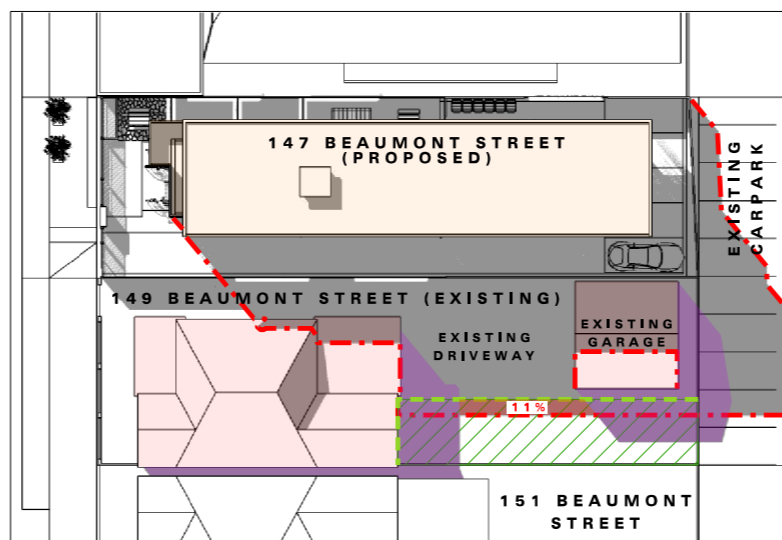 147 BEAUMONT STREET
(PROPOSED)
EXISTING
CARPARK
149 BEAUMONT STREET (EXISTING)
EXISTING
DRIVEWAY
EXISTING
GARAGE
11%
151 BEAUMONT
STREET